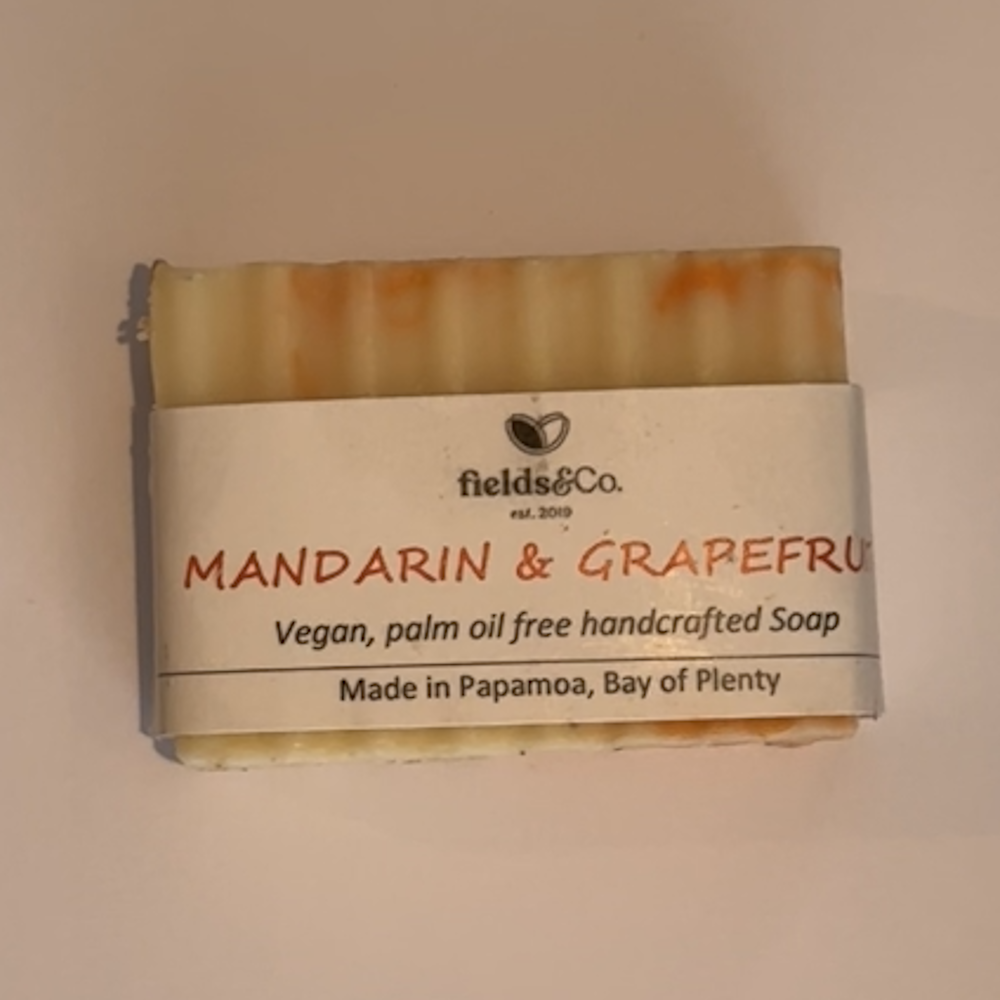 fields&Co.
est. 2019
MANDARIN & GRAPEFRU
Vegan, palm oil free handcrafted Soap
Made in Papamoa, Bay of Plenty